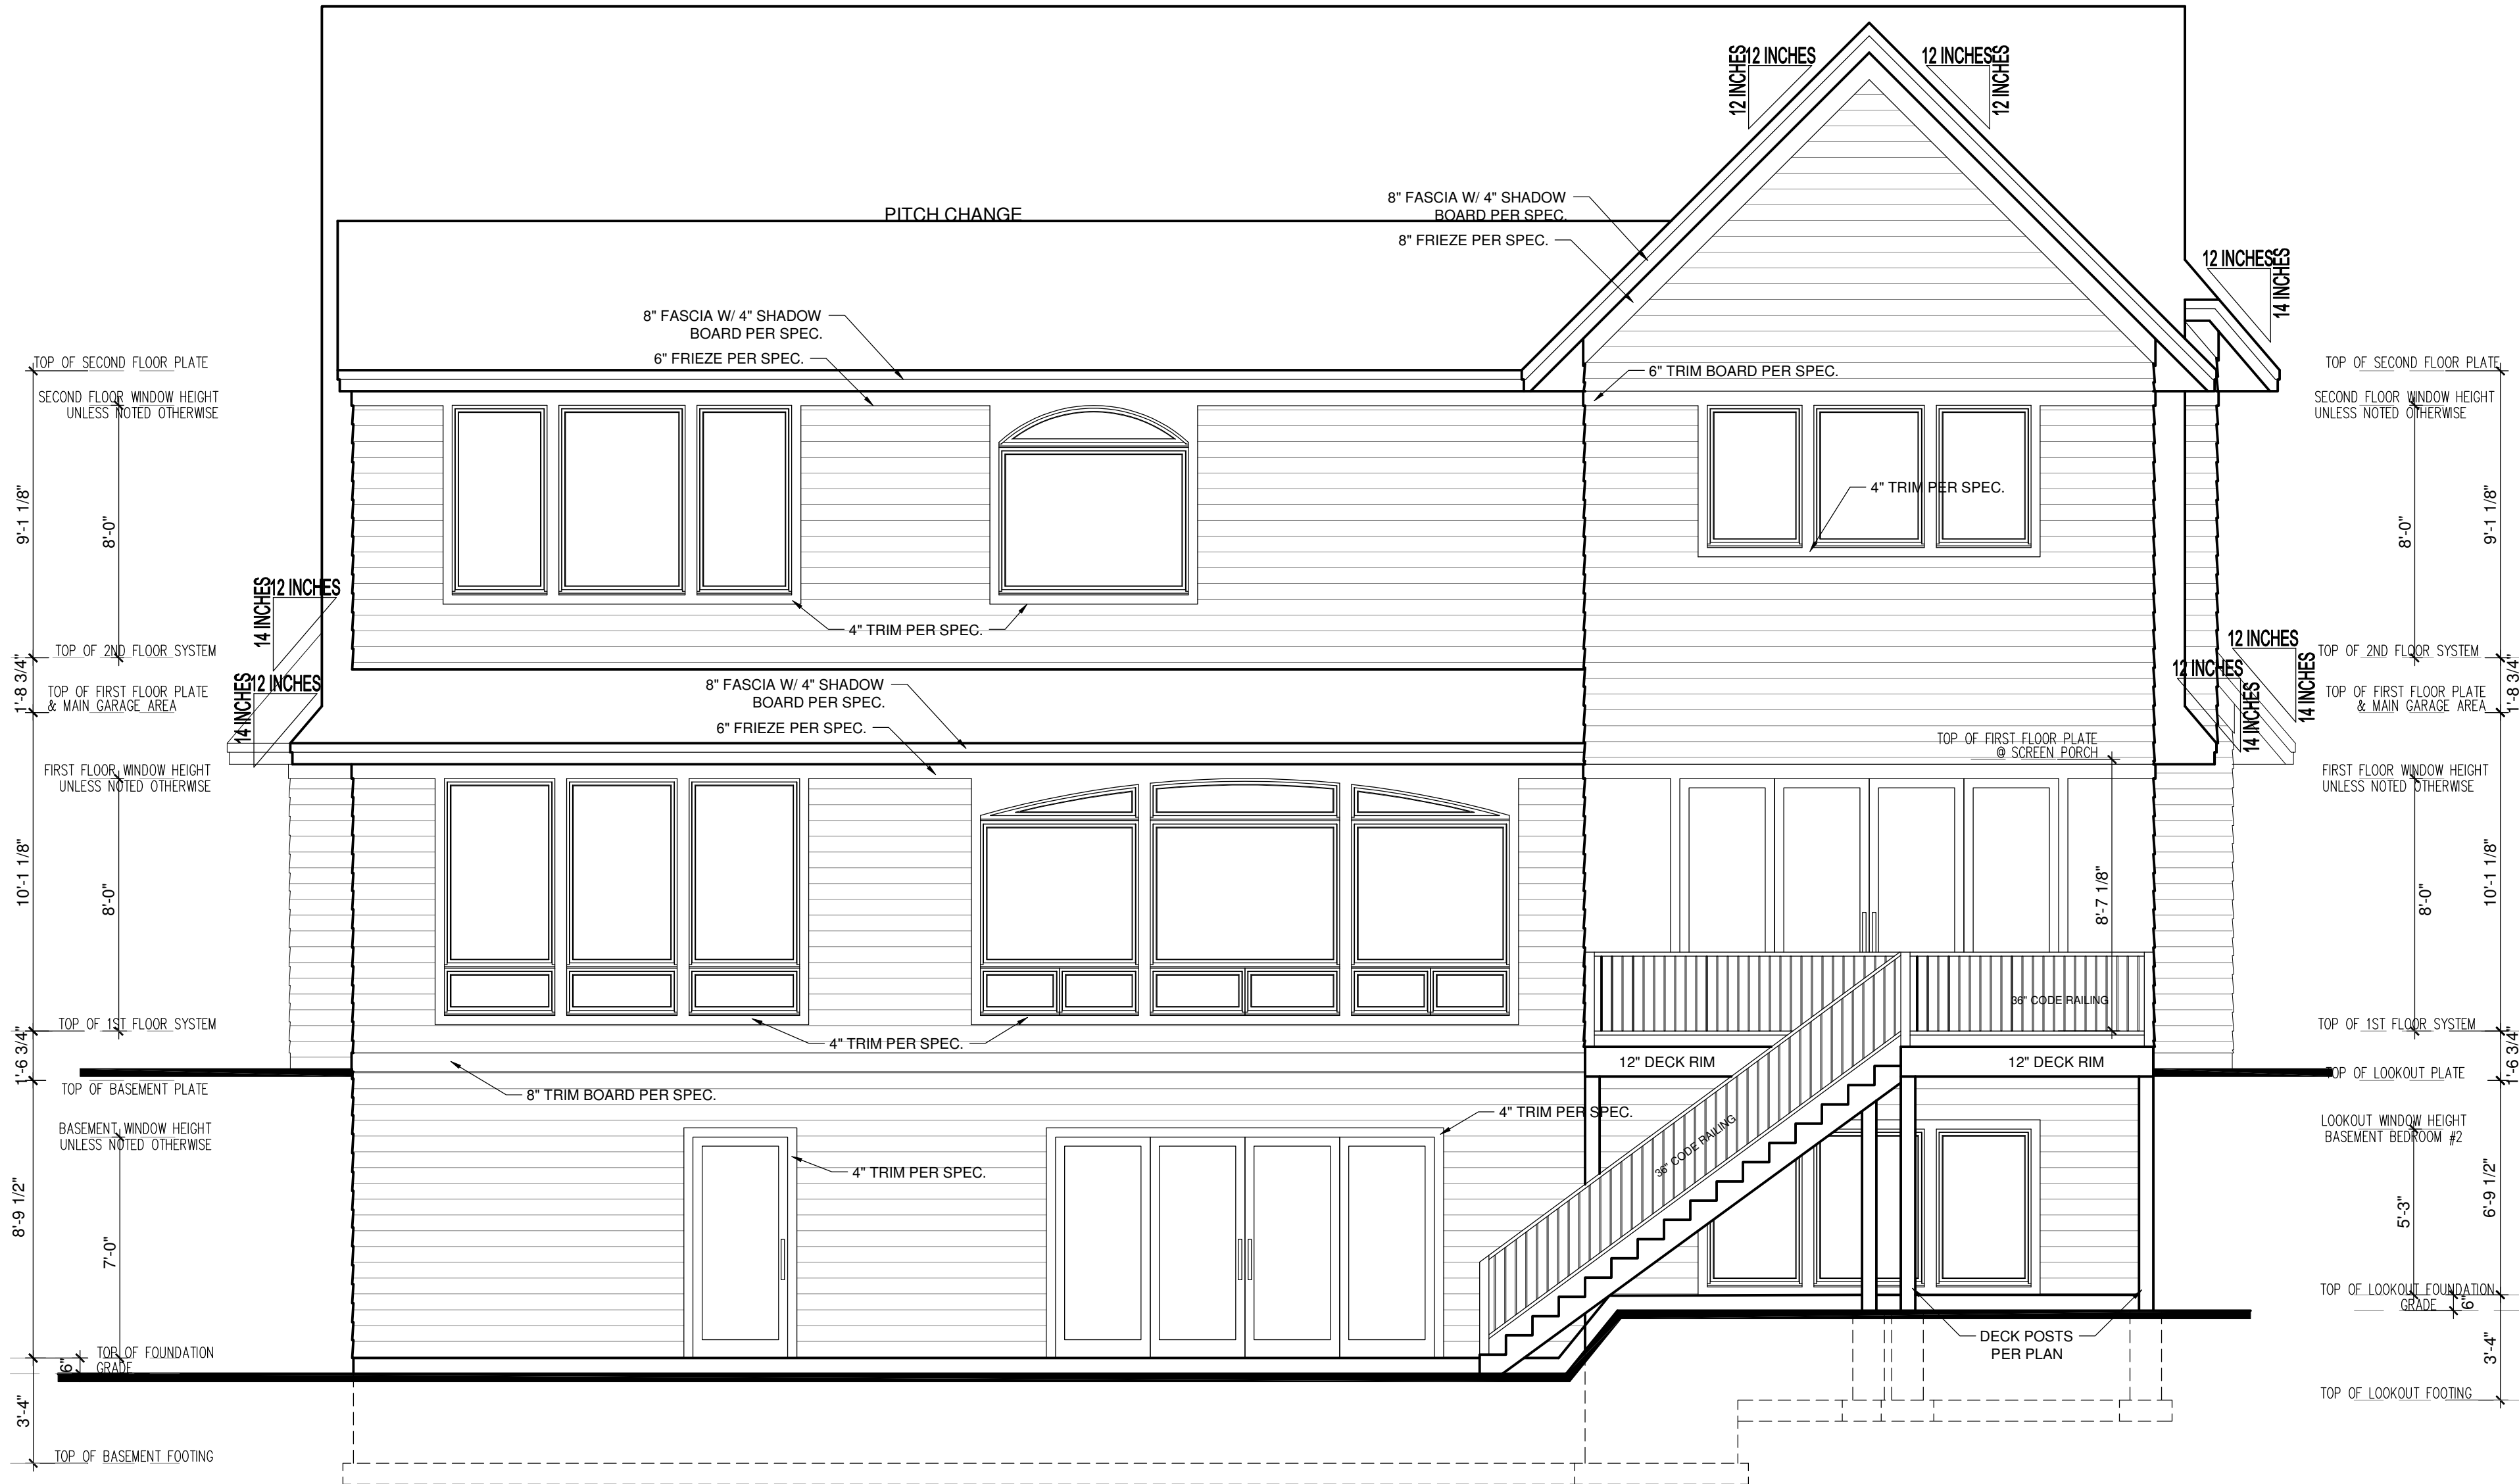 12 INCHES
12 INCHES
12 INCHES
12 INCHES
8" FASCIA W/ 4" SHADOW
BOARD PER SPEC.
8" FRIEZE PER SPEC.
PITCH CHANGE
12 INCHES
14 INCHES
8" FASCIA W/ 4" SHADOW
BOARD PER SPEC.
6" FRIEZE PER SPEC.
6" TRIM BOARD PER SPEC.
TOP OF SECOND FLOOR PLATE
SECOND FLOOR WINDOW HEIGHT
UNLESS NOTED OTHERWISE
9'-1 1/8"
8'-0"
TOP OF SECOND FLOOR PLATE
SECOND FLOOR WINDOW HEIGHT
UNLESS NOTED OTHERWISE
8'-0"
9'-1 1/8"
4" TRIM PER SPEC.
4" TRIM PER SPEC.
14 INCHES
12 INCHES
14 INCHES
12 INCHES
12 INCHES
14 INCHES
12 INCHES
14 INCHES
TOP OF 2ND FLOOR SYSTEM
1'-8 3/4"
TOP OF FIRST FLOOR PLATE
& MAIN GARAGE AREA
TOP OF 2ND FLOOR SYSTEM
1'-8 3/4"
TOP OF FIRST FLOOR PLATE
& MAIN GARAGE AREA
8" FASCIA W/ 4" SHADOW
BOARD PER SPEC.
6" FRIEZE PER SPEC.
TOP OF FIRST FLOOR PLATE
@ SCREEN PORCH
FIRST FLOOR WINDOW HEIGHT
UNLESS NOTED OTHERWISE
10'-1 1/8"
8'-0"
FIRST FLOOR WINDOW HEIGHT
UNLESS NOTED OTHERWISE
8'-7 1/8"
8'-0"
10'-1 1/8"
36" CODE RAILING
TOP OF 1ST FLOOR SYSTEM
1'-6 3/4"
TOP OF 1ST FLOOR SYSTEM
1'-6 3/4"
4" TRIM PER SPEC.
12" DECK RIM
12" DECK RIM
TOP OF BASEMENT PLATE
TOP OF LOOKOUT PLATE
8" TRIM BOARD PER SPEC.
4" TRIM PER SPEC.
36" CODE RAILING
BASEMENT WINDOW HEIGHT
UNLESS NOTED OTHERWISE
LOOKOUT WINDOW HEIGHT
BASEMENT BEDROOM #2
4" TRIM PER SPEC.
8'-9 1/2"
7'-0"
5'-3"
6'-9 1/2"
TOP OF LOOKOUT FOUNDATION
GRADE
6"
DECK POSTS
PER PLAN
TOP OF FOUNDATION
GRADE
6"
3'-4"
3'-4"
TOP OF LOOKOUT FOOTING
TOP OF BASEMENT FOOTING